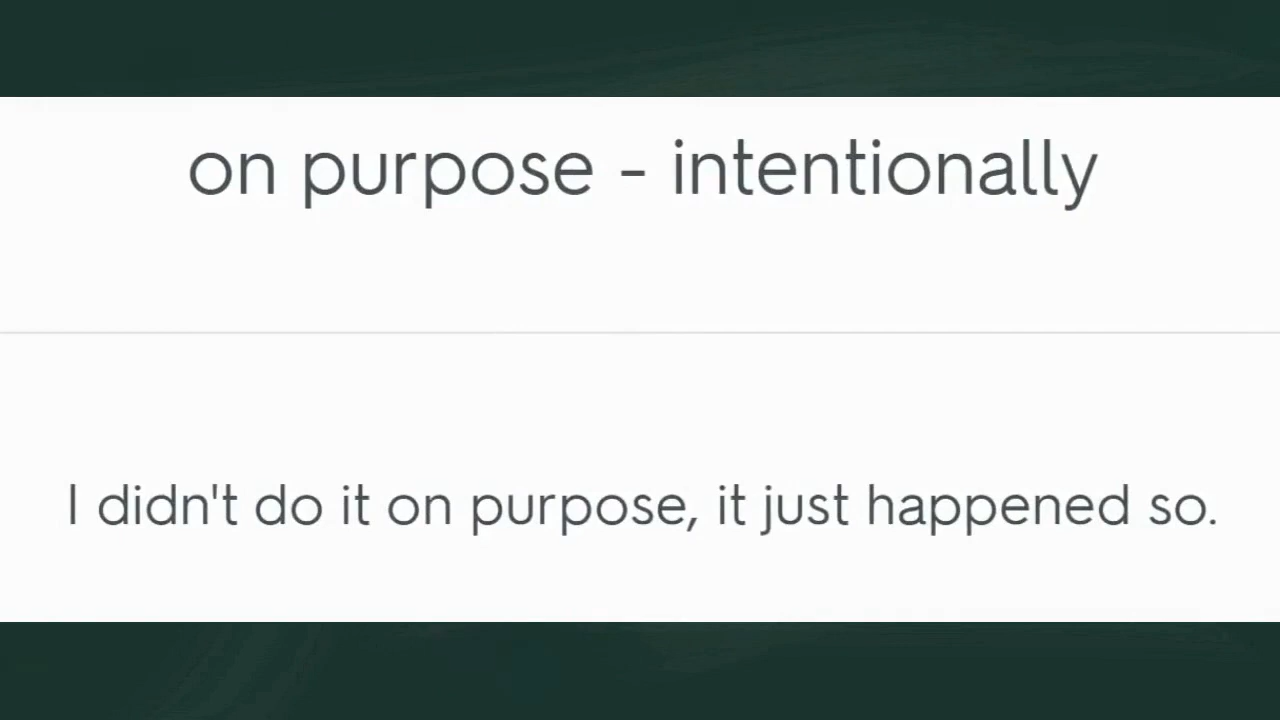 on purpose - intentionally
I didn't do it on purpose, it just happened so.